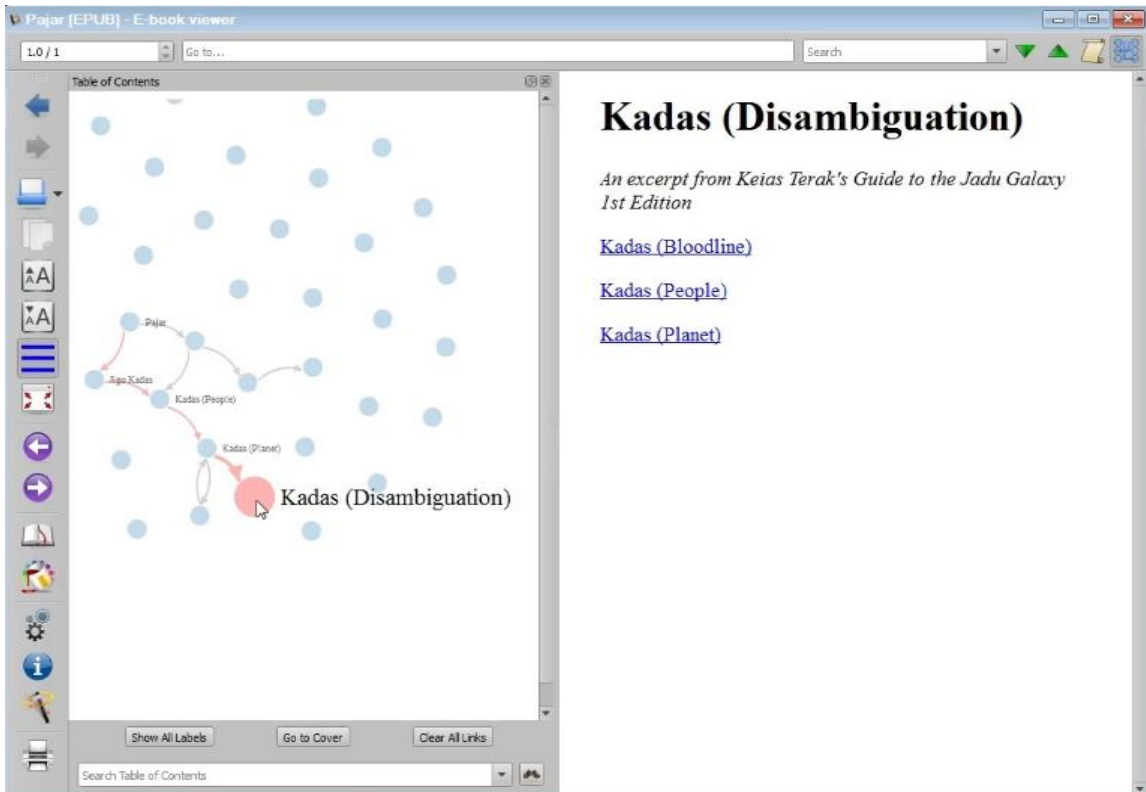 Pajar [EPUB] - E-book viewer
1.0 / 1
Go to...
Search
Table of Contents
Pajar
Ago Kadas
Kadas (People)
Kadas (Planet)
Kadas (Disambiguation)
Show All Labels
Go to Cover
Clear All Links
Search Table of Contents
Kadas (Disambiguation)
An excerpt from Keias Terak's Guide to the Jadu Galaxy
1st Edition
Kadas (Bloodline)
Kadas (People)
Kadas (Planet)